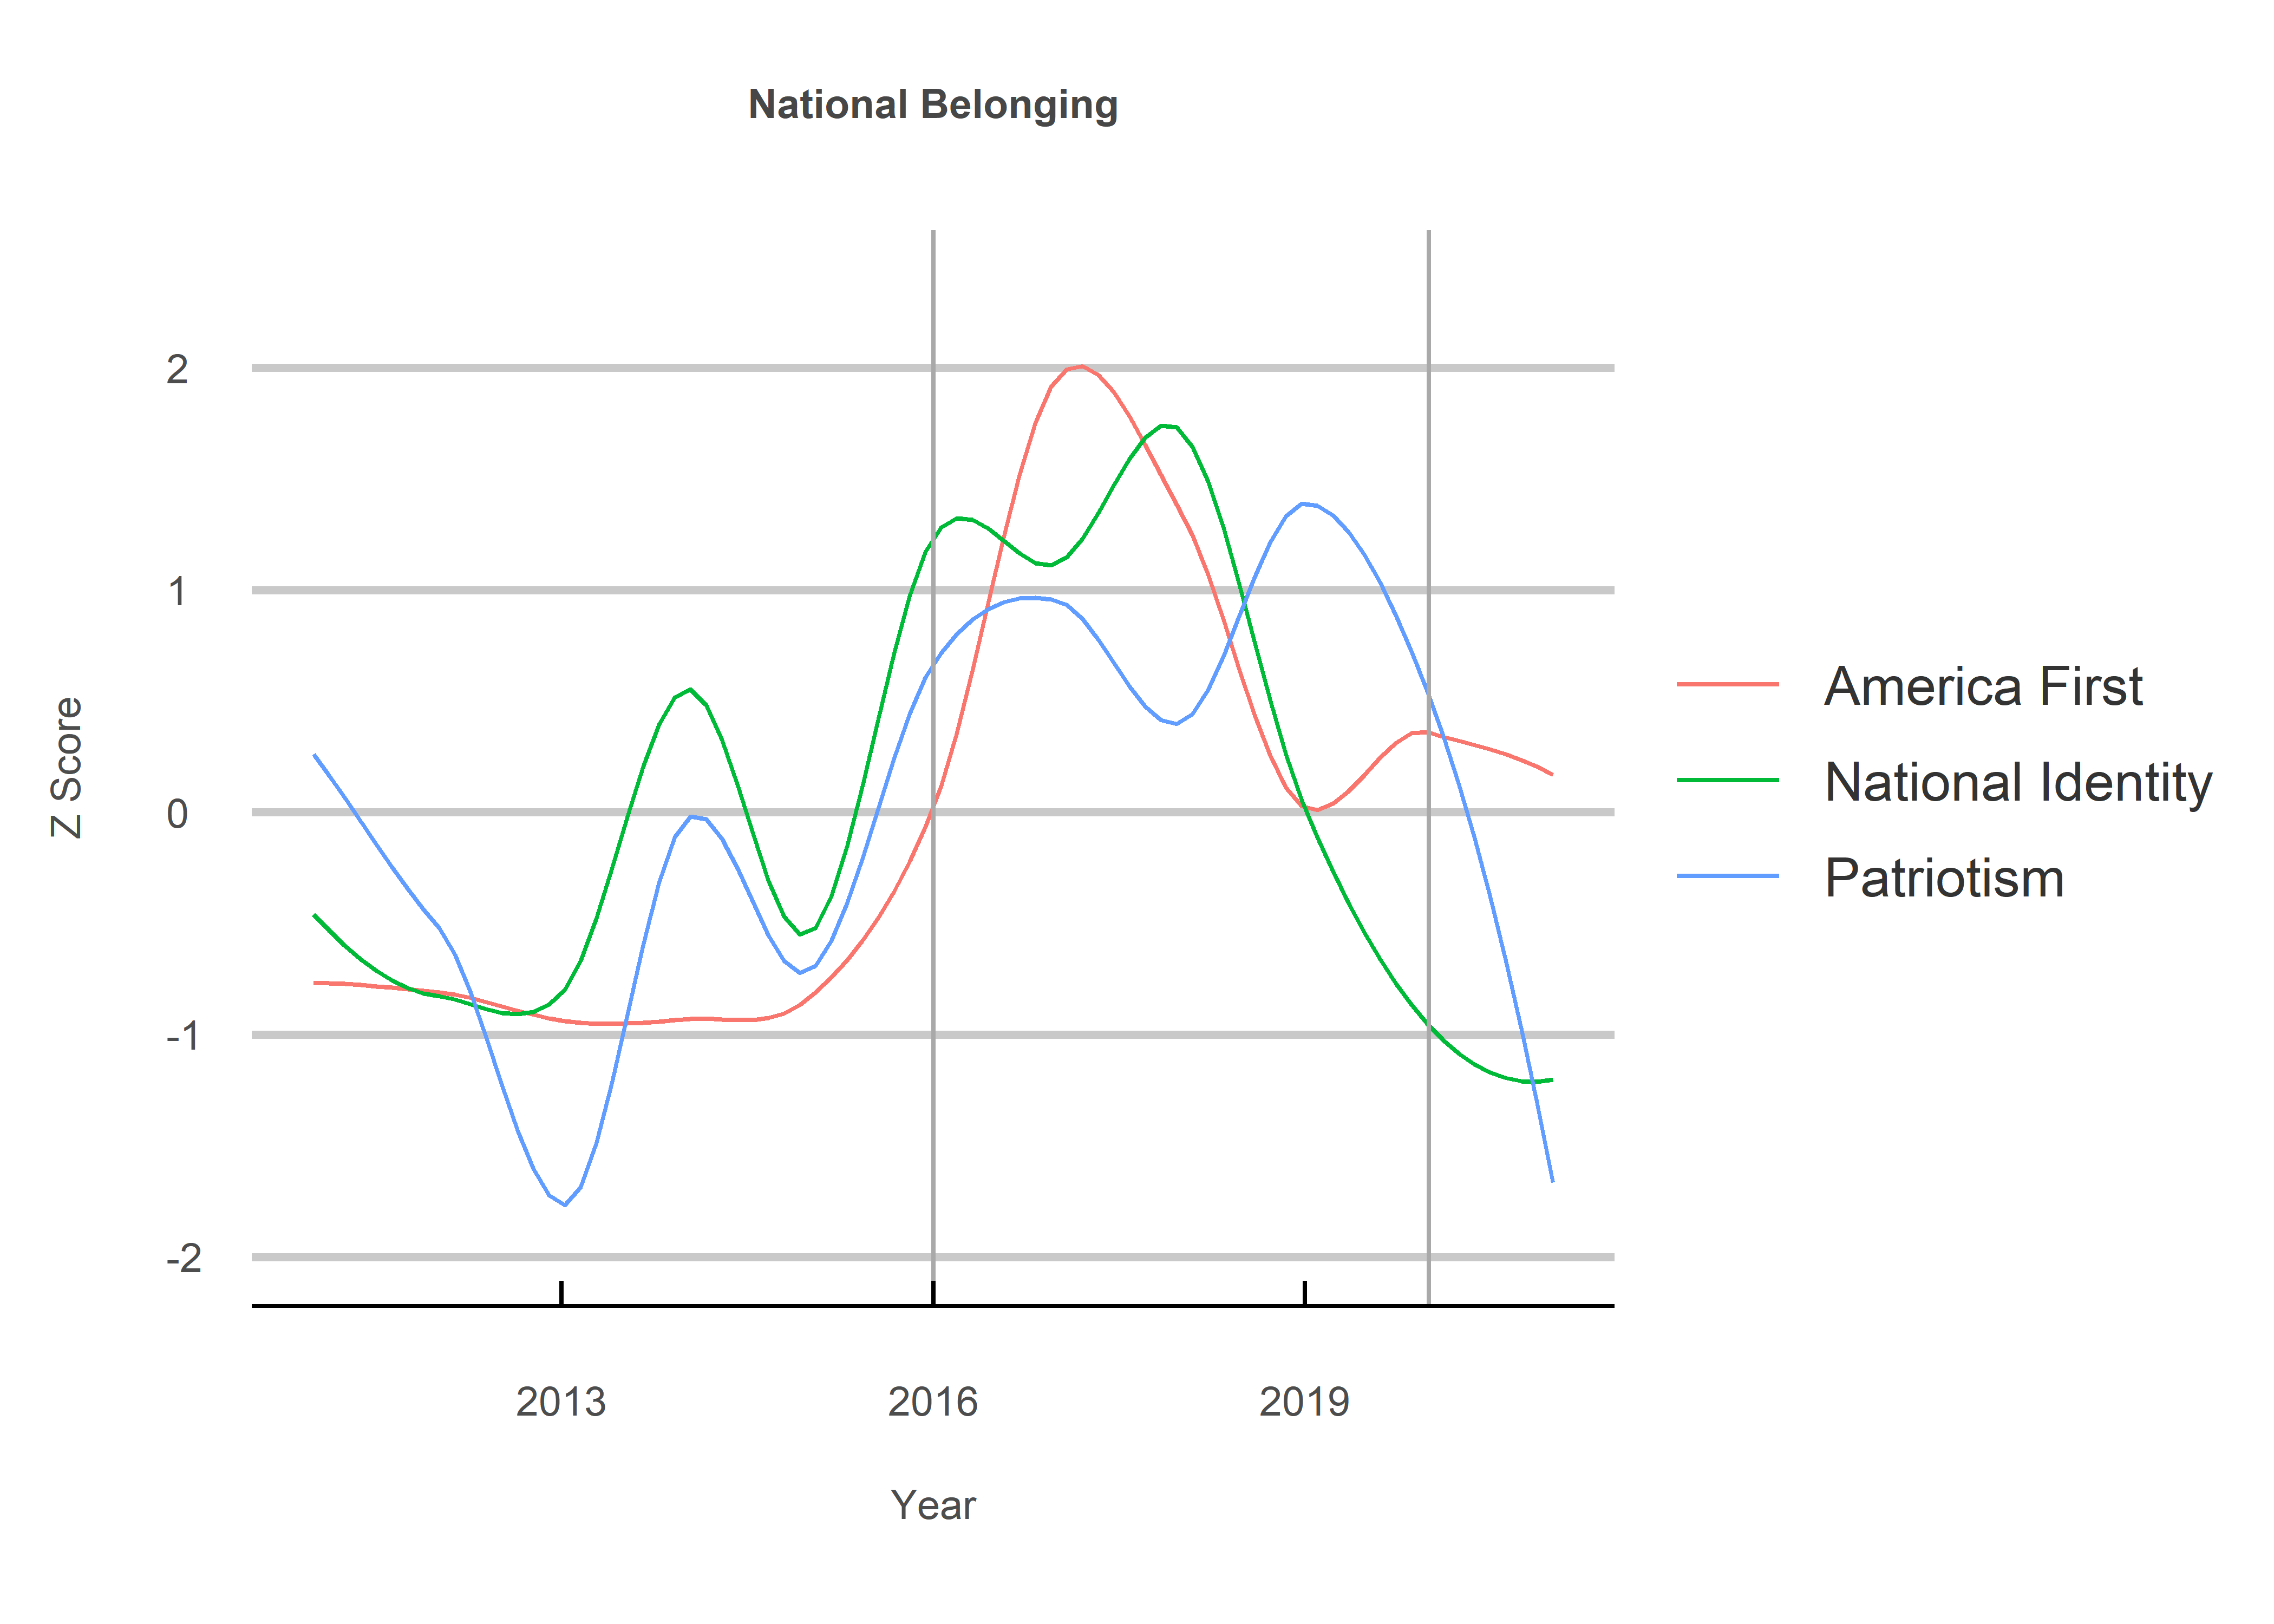 National Belonging
2
1
0
-1
-2
Z Score
2013
2016
2019
Year
America First
National Identity
Patriotism